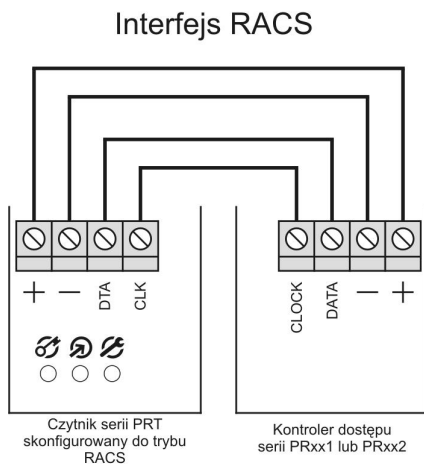 Interfejs RACS
+ — DTA CLK
CLOCK DATA — +
Czytnik serii PRT
skonfigurowany do trybu
RACS
Kontroler dostępu
serii PRxx1 lub PRxx2